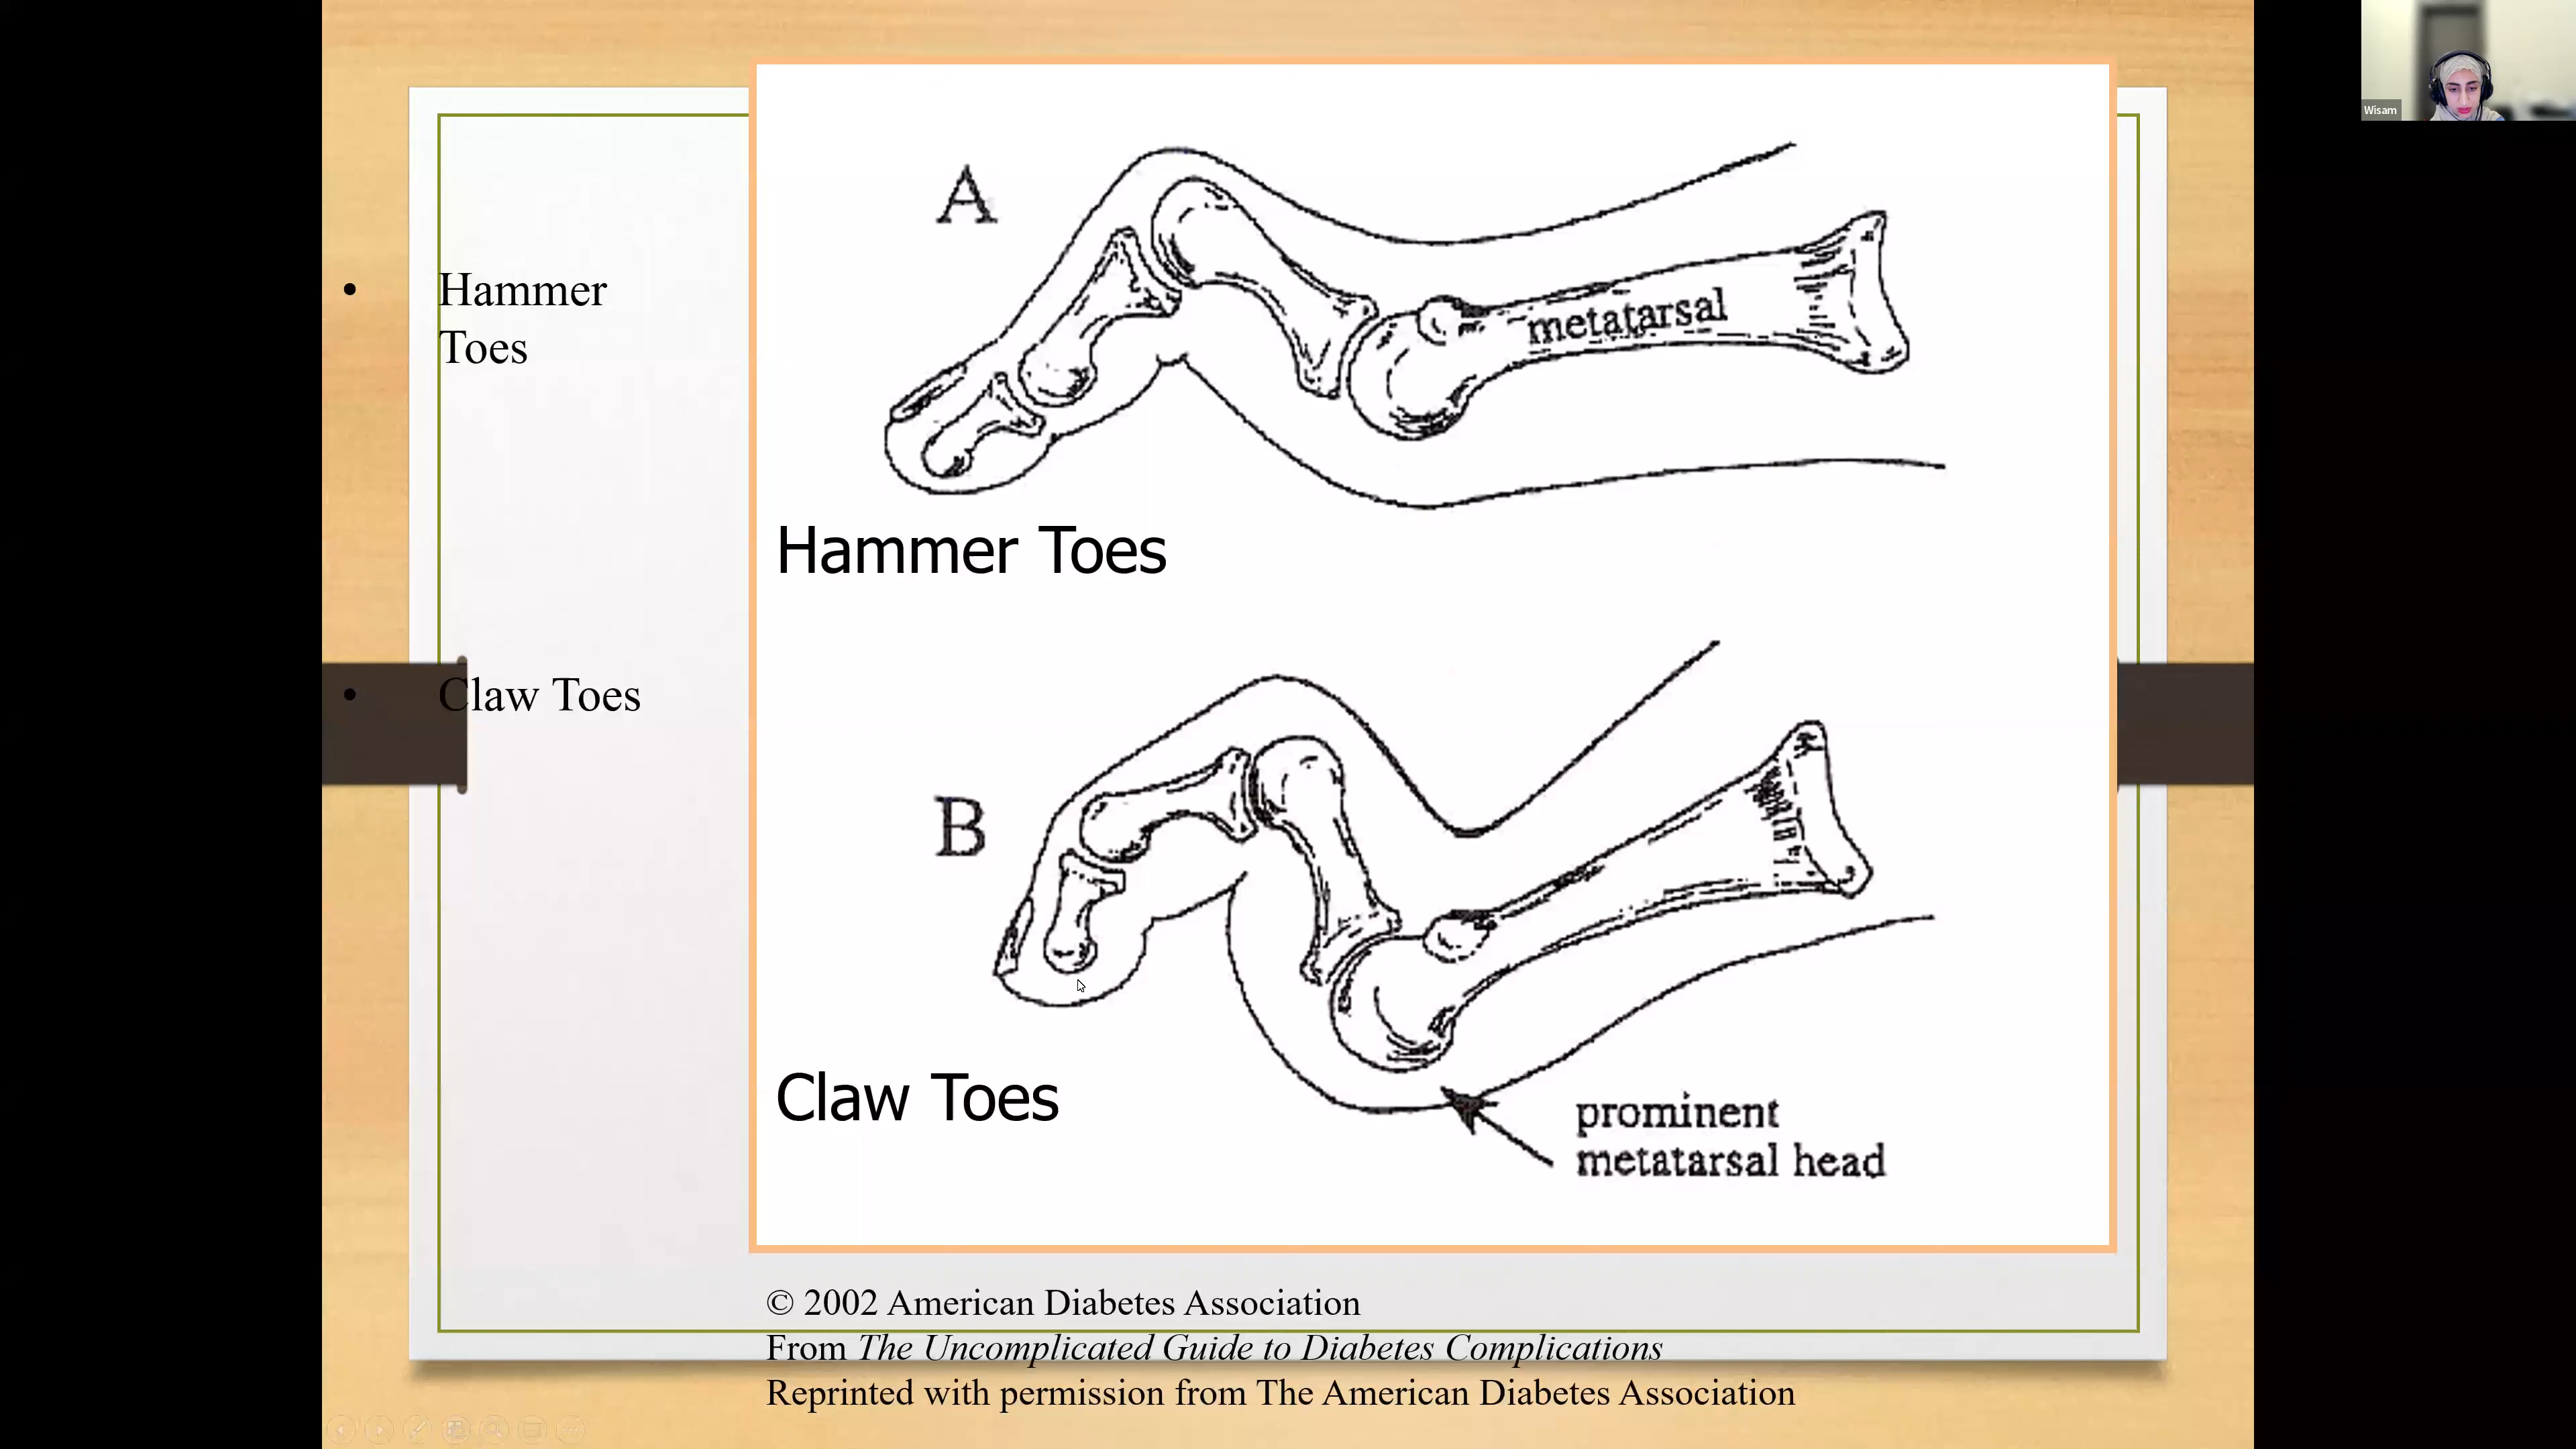 Wisam
• Hammer
Toes
• Claw Toes
A
metatarsal
Hammer Toes
B
Claw Toes
prominent
metatarsal head
© 2002 American Diabetes Association
From The Uncomplicated Guide to Diabetes Complications
Reprinted with permission from The American Diabetes Association